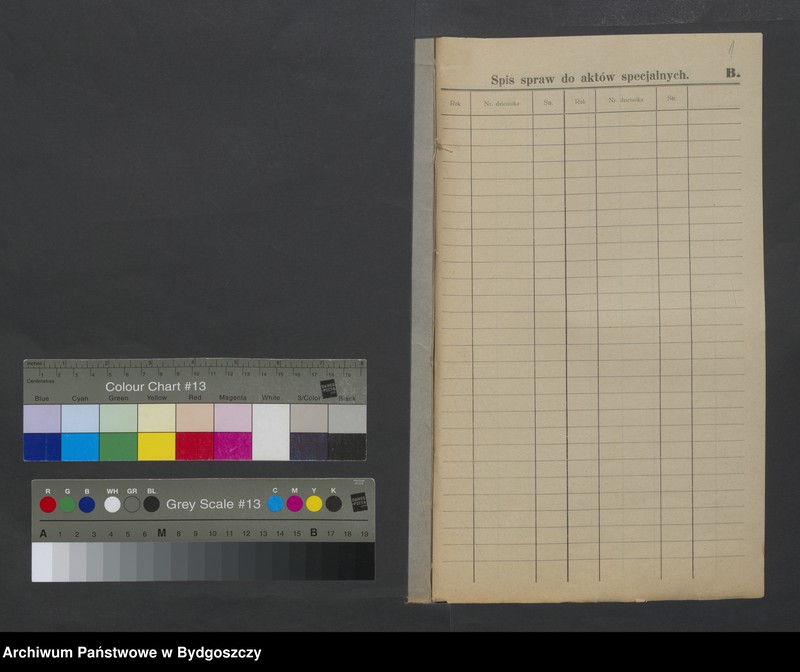 1
Spis spraw do aktów specjalnych. B.
Rok Nr. dziennika Str. Rok Nr. dziennika Str.
Inches
Centimetres
Colour Chart #13
Blue Cyan Green Yellow Red Magenta White 3/Color Black
R G B WH GR BL Grey Scale #13 C M Y K
A 1 2 3 4 5 6 M 8 9 10 11 12 13 14 15 B 17 18 19
Archiwum Państwowe w Bydgoszczy